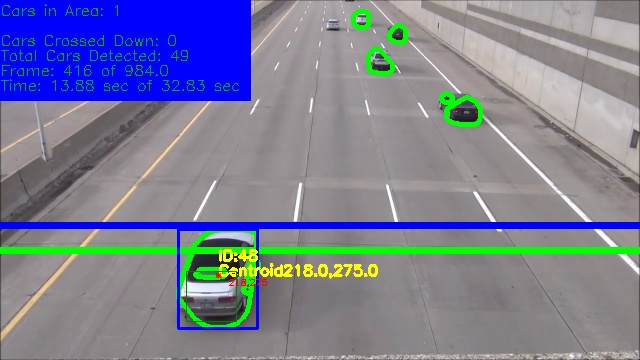 Cars in Area: 1
Cars Crossed Down: 0
Total Cars Detected: 49
Frame: 416 of 984.0
Time: 13.88 sec of 32.83 sec
ID:48
Centroid218.0,275.0